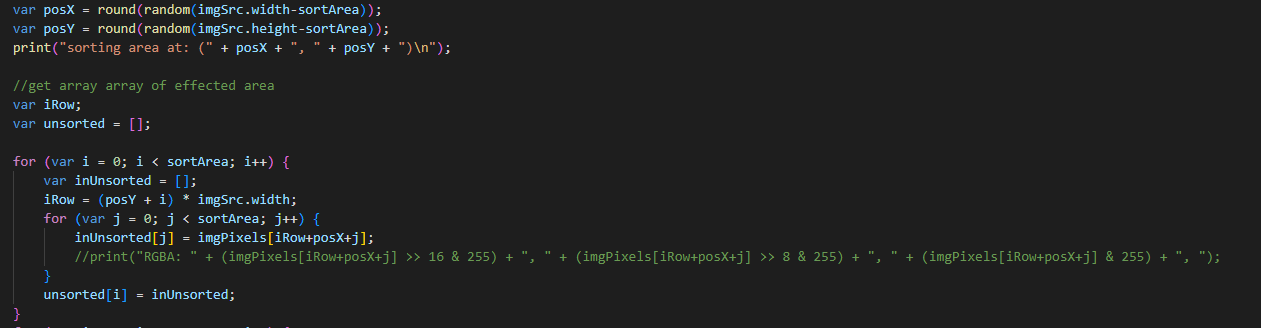 var posX = round(random(imgSrc.width-sortArea));
var posY = round(random(imgSrc.height-sortArea));
print("sorting area at: (" + posX + ", " + posY + ")\n");
//get array array of effected area
var iRow;
var unsorted = [];
for (var i = 0; i < sortArea; i++) {
    var inUnsorted = [];
    iRow = (posY + i) * imgSrc.width;
    for (var j = 0; j < sortArea; j++) {
        inUnsorted[j] = imgPixels[iRow+posX+j];
        //print("RGBA: " + (imgPixels[iRow+posX+j] >> 16 & 255) + ", " + (imgPixels[iRow+posX+j] >> 8 & 255) + ", " + (imgPixels[iRow+posX+j] & 255) + ", ");
    }
    unsorted[i] = inUnsorted;
}